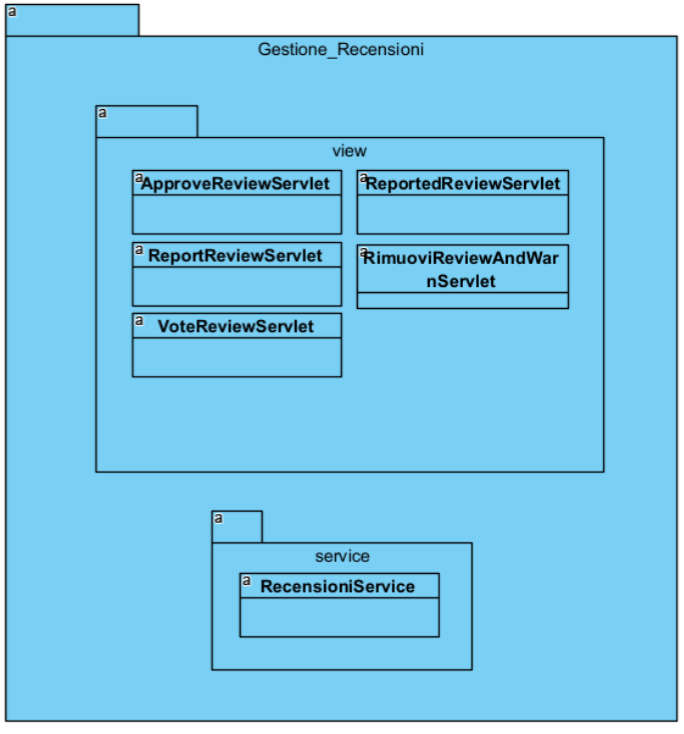 a
Gestione_Recensioni
a
view
a
ApproveReviewServlet
a
ReportedReviewServlet
a
ReportReviewServlet
a
RimuoviReviewAndWar
nServlet
a
VoteReviewServlet
a
service
a
RecensioniService